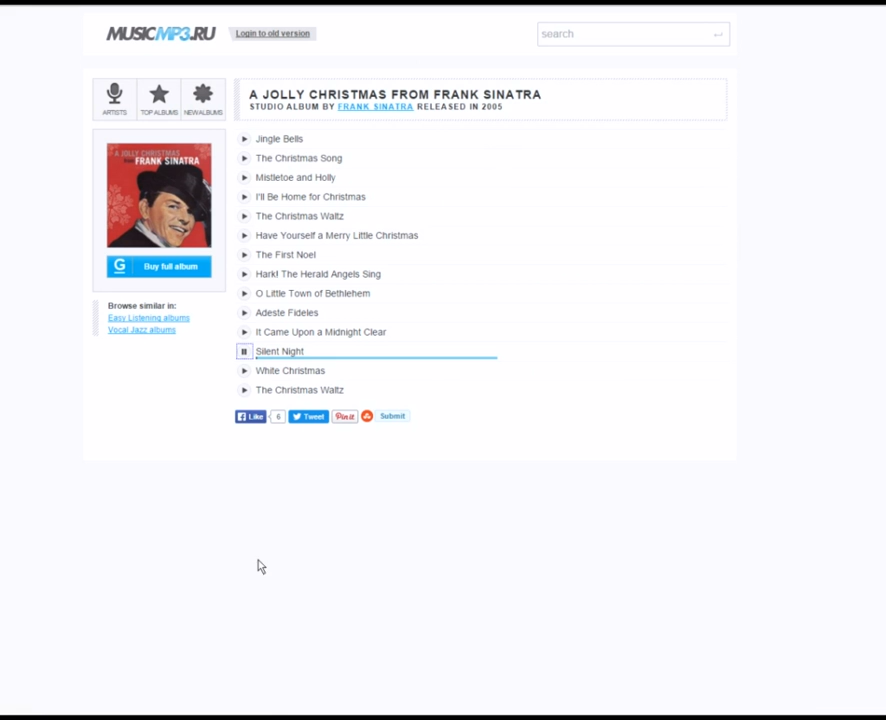 MUSICMP3.RU
Login to old version
search
ARTISTS
TOP ALBUMS
NEW ALBUMS
A JOLLY CHRISTMAS FROM FRANK SINATRA
STUDIO ALBUM BY FRANK SINATRA RELEASED IN 2005
A JOLLY CHRISTMAS
FRANK SINATRA
G Buy full album
Browse similar in:
Easy Listening albums
Vocal Jazz albums
Jingle Bells
The Christmas Song
Mistletoe and Holly
I'll Be Home for Christmas
The Christmas Waltz
Have Yourself a Merry Little Christmas
The First Noel
Hark! The Herald Angels Sing
O Little Town of Bethlehem
Adeste Fideles
It Came Upon a Midnight Clear
Silent Night
White Christmas
The Christmas Waltz
Like 6 Tweet Pin it Submit